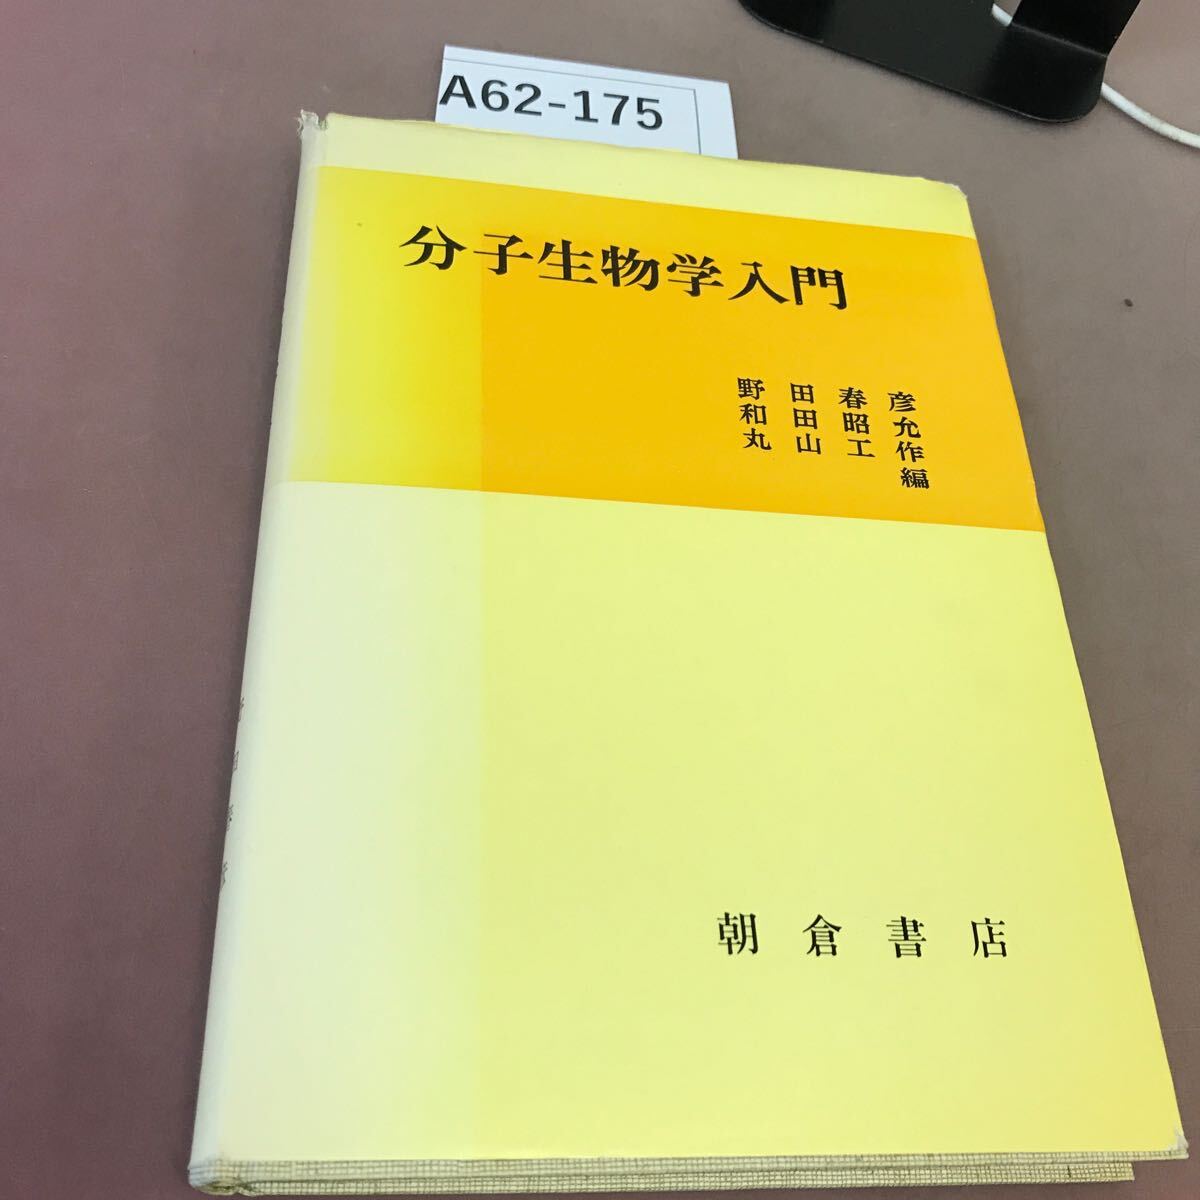 A62-175
分子生物学入門
野田春彦
和田昭允
丸山工作編
朝倉書店